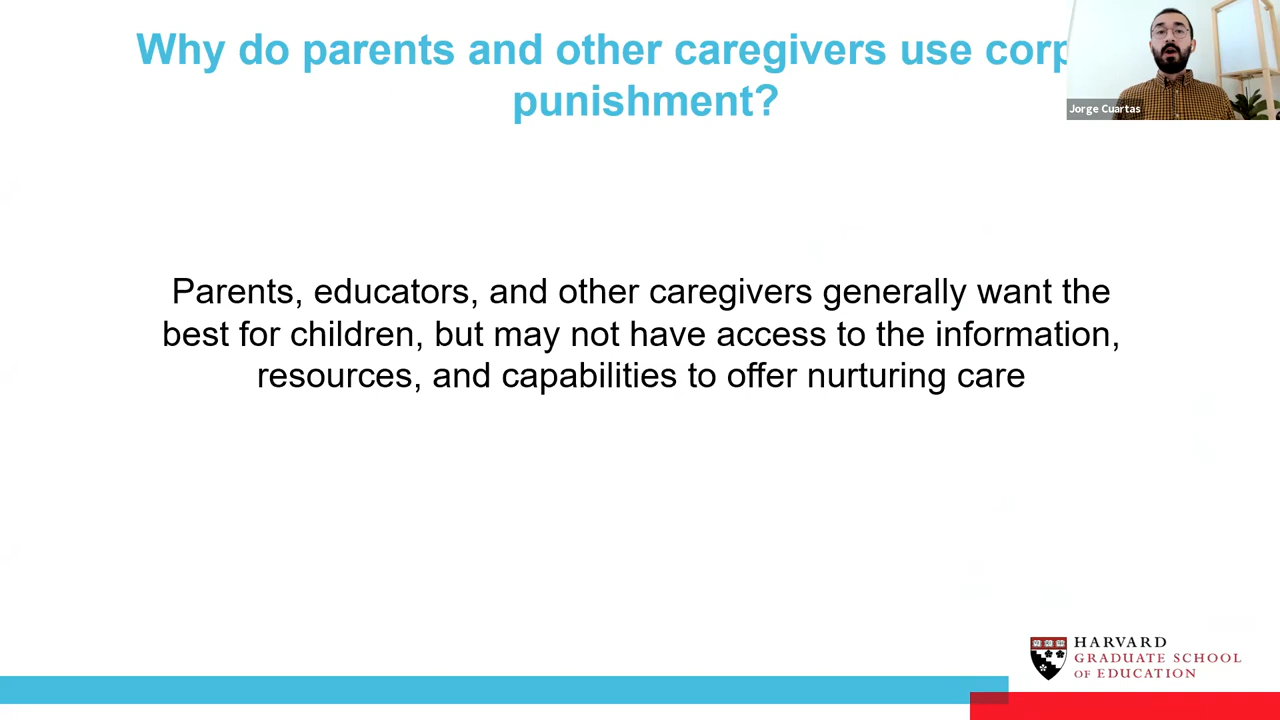 Why do parents and other caregivers use corp
punishment?
Jorge Cuartas
Parents, educators, and other caregivers generally want the
best for children, but may not have access to the information,
resources, and capabilities to offer nurturing care
HARVARD
GRADUATE SCHOOL
OF EDUCATION